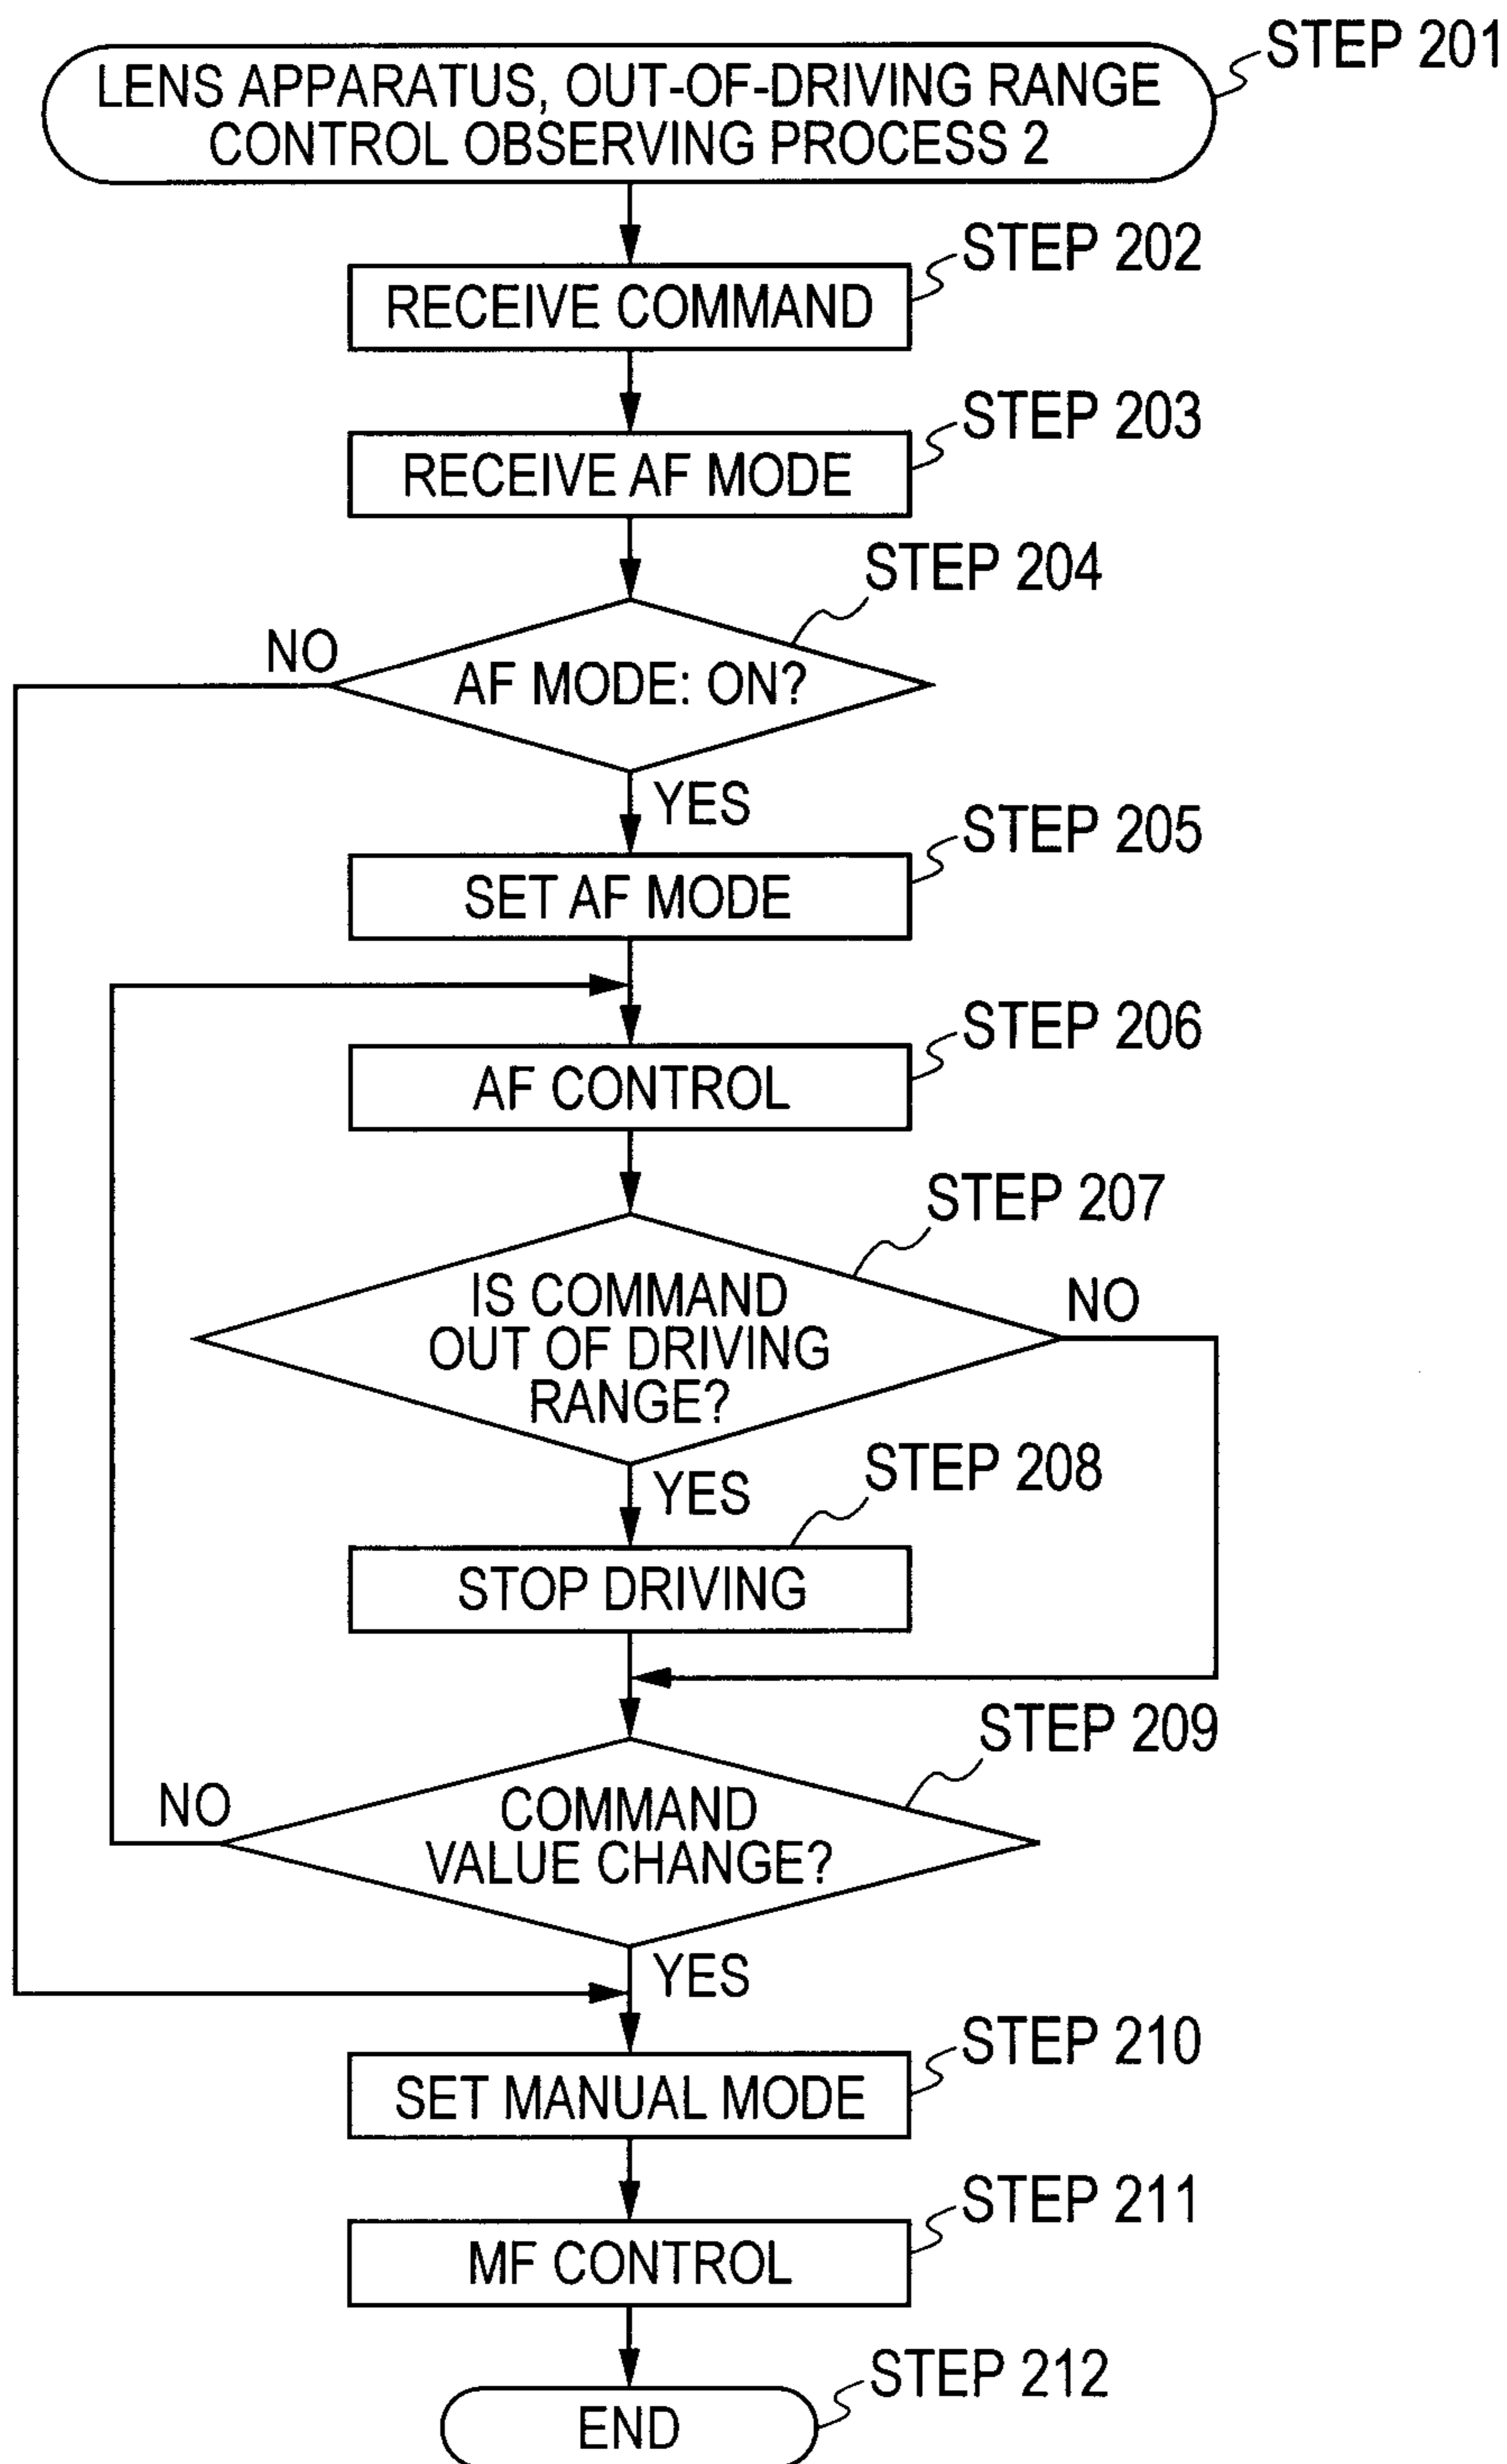 STEP 201
LENS APPARATUS, OUT-OF-DRIVING RANGE
CONTROL OBSERVING PROCESS 2
STEP 202
RECEIVE COMMAND
STEP 203
RECEIVE AF MODE
STEP 204
NO
AF MODE: ON?
YES
STEP 205
SET AF MODE
STEP 206
AF CONTROL
STEP 207
IS COMMAND
OUT OF DRIVING
RANGE?
NO
YES
STEP 208
STOP DRIVING
STEP 209
NO
COMMAND
VALUE CHANGE?
YES
STEP 210
SET MANUAL MODE
STEP 211
MF CONTROL
STEP 212
END